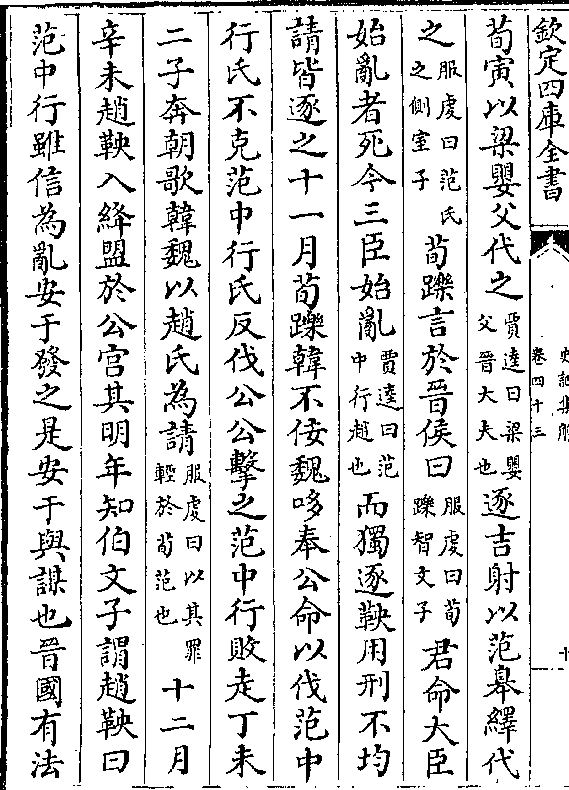 欽定四庫全書
史記集解
卷四十三
十
荀寅以梁嬰父代之賈逵曰梁嬰父晉大夫也逐吉射以范臯繹代
之服虔曰范氏之側室子荀躒言於晉侯曰服虔曰荀躒智文子君命大臣
始亂者死今三臣始亂賈逵曰范中行趙也而獨逐鞅用刑不均
請皆逐之十一月荀躒韓不佞魏哆奉公命以伐范中
行氏不克范中行氏反伐公公擊之范中行敗走丁未
二子奔朝歌韓魏以趙氏為請服虔曰以其罪輕於荀范也十二月
辛未趙鞅入絳盟於公宮其明年知伯文子謂趙鞅曰
范中行雖信為亂安于發之是安于與謀也晉國有法